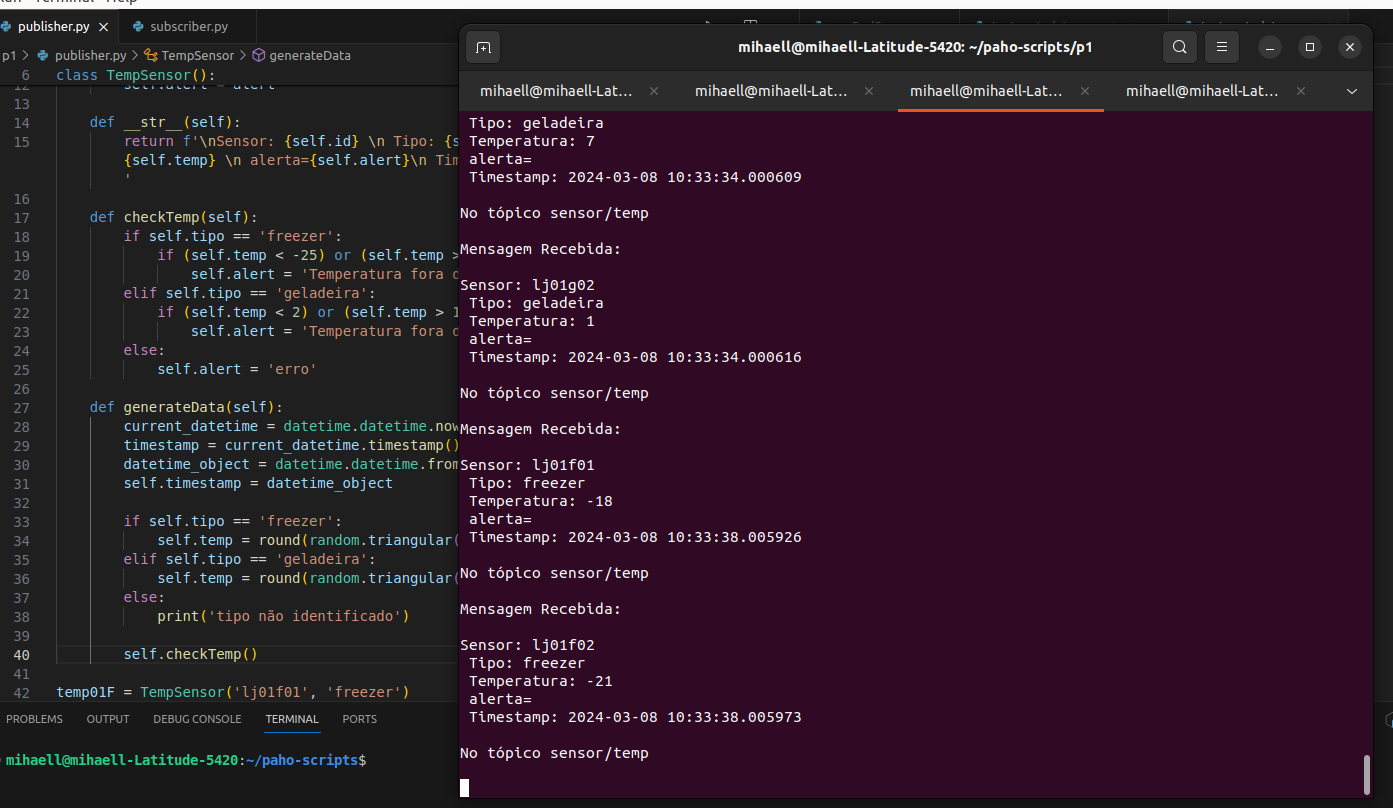 Terminal Help
publisher.py
subscriber.py
p1 > publisher.py > TempSensor > generateData
6 class TempSensor():
12 self.alert = alert
13
14 def __str__(self):
15 return f'\nSensor: {self.id} \n Tipo: {s
{self.temp} \n alerta={self.alert}\n Tim
'
16
17 def checkTemp(self):
18 if self.tipo == 'freezer':
19 if (self.temp < -25) or (self.temp >
20 self.alert = 'Temperatura fora d
21 elif self.tipo == 'geladeira':
22 if (self.temp < 2) or (self.temp > 1
23 self.alert = 'Temperatura fora d
24 else:
25 self.alert = 'erro'
26
27 def generateData(self):
28 current_datetime = datetime.datetime.now
29 timestamp = current_datetime.timestamp()
30 datetime_object = datetime.datetime.from
31 self.timestamp = datetime_object
32
33 if self.tipo == 'freezer':
34 self.temp = round(random.triangular(
35 elif self.tipo == 'geladeira':
36 self.temp = round(random.triangular(
37 else:
38 print('tipo não identificado')
39
40 self.checkTemp()
41
42 temp01F = TempSensor('lj01f01', 'freezer')
PROBLEMS OUTPUT DEBUG CONSOLE TERMINAL PORTS
mihaell@mihaell-Latitude-5420:~/paho-scripts$
mihaell@mihaell-Latitude-5420: ~/paho-scripts/p1
mihaell@mihaell-Lat... mihaell@mihaell-Lat... mihaell@mihaell-Lat... mihaell@mihaell-Lat...
Tipo: geladeira
Temperatura: 7
alerta=
Timestamp: 2024-03-08 10:33:34.000609
No tópico sensor/temp
Mensagem Recebida:
Sensor: lj01g02
Tipo: geladeira
Temperatura: 1
alerta=
Timestamp: 2024-03-08 10:33:34.000616
No tópico sensor/temp
Mensagem Recebida:
Sensor: lj01f01
Tipo: freezer
Temperatura: -18
alerta=
Timestamp: 2024-03-08 10:33:38.005926
No tópico sensor/temp
Mensagem Recebida:
Sensor: lj01f02
Tipo: freezer
Temperatura: -21
alerta=
Timestamp: 2024-03-08 10:33:38.005973
No tópico sensor/temp